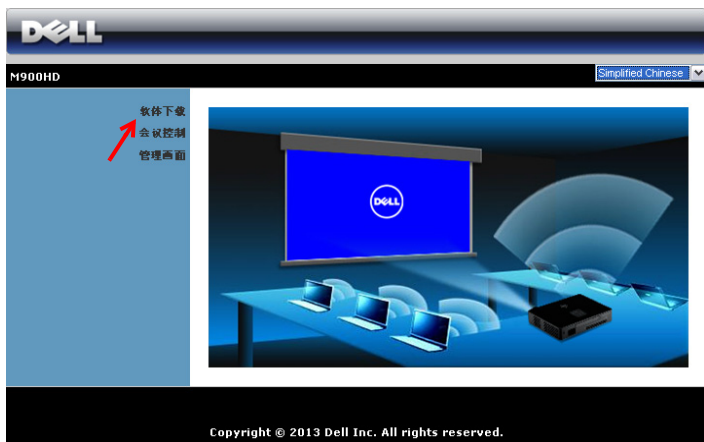 DELL
M900HD
Simplified Chinese
软体下载
会议控制
管理画面
DELL
Copyright © 2013 Dell Inc. All rights reserved.